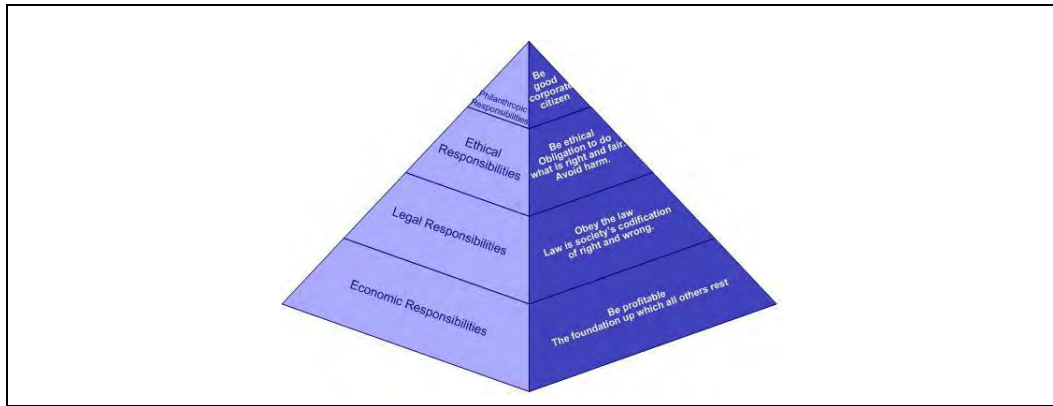 Philanthropic
Responsibilities
Be
good
corporate
citizen
Ethical
Responsibilities
Be ethical
Obligation to do
what is right and fair.
Avoid harm.
Legal Responsibilities
Obey the law
Law is society's codification
of right and wrong.
Economic Responsibilities
Be profitable
The foundation up which all others rest